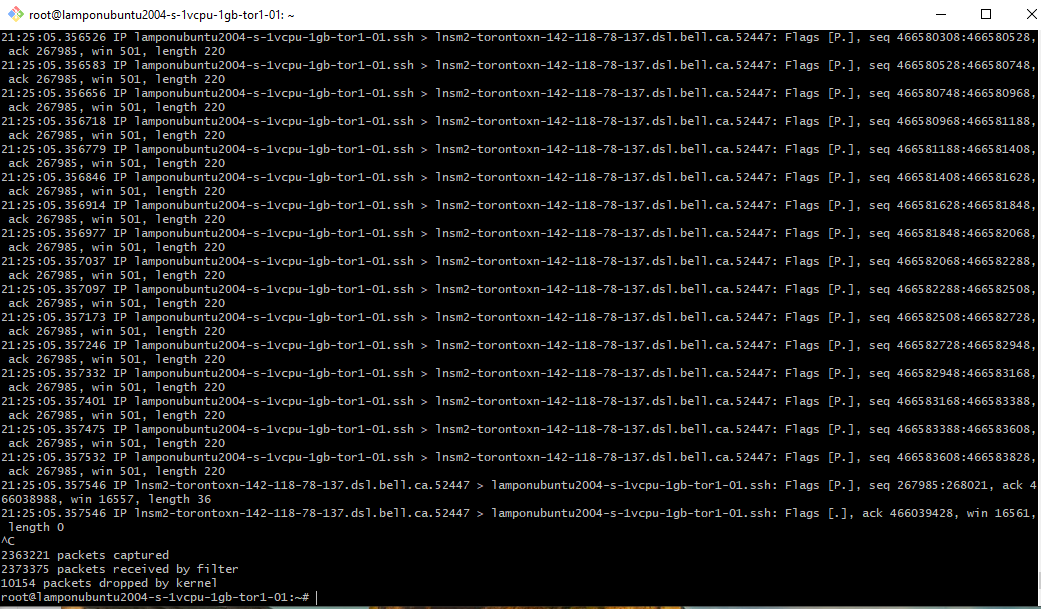 root@lamponubuntu2004-s-1vcpu-1gb-tor1-01: ~
21:25:05.356526 IP lamponubuntu2004-s-1vcpu-1gb-tor1-01.ssh > lnsm2-torontoxn-142-118-78-137.dsl.bell.ca.52447: Flags [P.], seq 466580308:466580528,
 ack 267985, win 501, length 220
21:25:05.356583 IP lamponubuntu2004-s-1vcpu-1gb-tor1-01.ssh > lnsm2-torontoxn-142-118-78-137.dsl.bell.ca.52447: Flags [P.], seq 466580528:466580748,
 ack 267985, win 501, length 220
21:25:05.356656 IP lamponubuntu2004-s-1vcpu-1gb-tor1-01.ssh > lnsm2-torontoxn-142-118-78-137.dsl.bell.ca.52447: Flags [P.], seq 466580748:466580968,
 ack 267985, win 501, length 220
21:25:05.356718 IP lamponubuntu2004-s-1vcpu-1gb-tor1-01.ssh > lnsm2-torontoxn-142-118-78-137.dsl.bell.ca.52447: Flags [P.], seq 466580968:466581188,
 ack 267985, win 501, length 220
21:25:05.356779 IP lamponubuntu2004-s-1vcpu-1gb-tor1-01.ssh > lnsm2-torontoxn-142-118-78-137.dsl.bell.ca.52447: Flags [P.], seq 466581188:466581408,
 ack 267985, win 501, length 220
21:25:05.356846 IP lamponubuntu2004-s-1vcpu-1gb-tor1-01.ssh > lnsm2-torontoxn-142-118-78-137.dsl.bell.ca.52447: Flags [P.], seq 466581408:466581628,
 ack 267985, win 501, length 220
21:25:05.356914 IP lamponubuntu2004-s-1vcpu-1gb-tor1-01.ssh > lnsm2-torontoxn-142-118-78-137.dsl.bell.ca.52447: Flags [P.], seq 466581628:466581848,
 ack 267985, win 501, length 220
21:25:05.356977 IP lamponubuntu2004-s-1vcpu-1gb-tor1-01.ssh > lnsm2-torontoxn-142-118-78-137.dsl.bell.ca.52447: Flags [P.], seq 466581848:466582068,
 ack 267985, win 501, length 220
21:25:05.357037 IP lamponubuntu2004-s-1vcpu-1gb-tor1-01.ssh > lnsm2-torontoxn-142-118-78-137.dsl.bell.ca.52447: Flags [P.], seq 466582068:466582288,
 ack 267985, win 501, length 220
21:25:05.357097 IP lamponubuntu2004-s-1vcpu-1gb-tor1-01.ssh > lnsm2-torontoxn-142-118-78-137.dsl.bell.ca.52447: Flags [P.], seq 466582288:466582508,
 ack 267985, win 501, length 220
21:25:05.357173 IP lamponubuntu2004-s-1vcpu-1gb-tor1-01.ssh > lnsm2-torontoxn-142-118-78-137.dsl.bell.ca.52447: Flags [P.], seq 466582508:466582728,
 ack 267985, win 501, length 220
21:25:05.357246 IP lamponubuntu2004-s-1vcpu-1gb-tor1-01.ssh > lnsm2-torontoxn-142-118-78-137.dsl.bell.ca.52447: Flags [P.], seq 466582728:466582948,
 ack 267985, win 501, length 220
21:25:05.357332 IP lamponubuntu2004-s-1vcpu-1gb-tor1-01.ssh > lnsm2-torontoxn-142-118-78-137.dsl.bell.ca.52447: Flags [P.], seq 466582948:466583168,
 ack 267985, win 501, length 220
21:25:05.357401 IP lamponubuntu2004-s-1vcpu-1gb-tor1-01.ssh > lnsm2-torontoxn-142-118-78-137.dsl.bell.ca.52447: Flags [P.], seq 466583168:466583388,
 ack 267985, win 501, length 220
21:25:05.357475 IP lamponubuntu2004-s-1vcpu-1gb-tor1-01.ssh > lnsm2-torontoxn-142-118-78-137.dsl.bell.ca.52447: Flags [P.], seq 466583388:466583608,
 ack 267985, win 501, length 220
21:25:05.357532 IP lamponubuntu2004-s-1vcpu-1gb-tor1-01.ssh > lnsm2-torontoxn-142-118-78-137.dsl.bell.ca.52447: Flags [P.], seq 466583608:466583828,
 ack 267985, win 501, length 220
21:25:05.357546 IP lnsm2-torontoxn-142-118-78-137.dsl.bell.ca.52447 > lamponubuntu2004-s-1vcpu-1gb-tor1-01.ssh: Flags [P.], seq 267985:268021, ack 4
66038988, win 16557, length 36
21:25:05.357546 IP lnsm2-torontoxn-142-118-78-137.dsl.bell.ca.52447 > lamponubuntu2004-s-1vcpu-1gb-tor1-01.ssh: Flags [.], ack 466039428, win 16561,
 length 0
^C
2363221 packets captured
2373375 packets received by filter
10154 packets dropped by kernel
root@lamponubuntu2004-s-1vcpu-1gb-tor1-01:~#